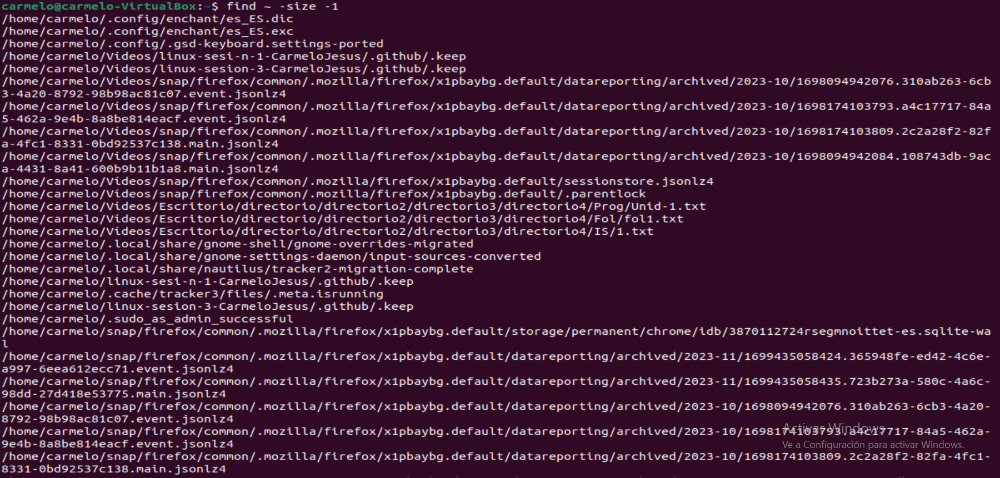 carmelo@carmelo-VirtualBox:~$ find ~ -size -1
/home/carmelo/.config/enchant/es_ES.dic
/home/carmelo/.config/enchant/es_ES.exc
/home/carmelo/.config/.gsd-keyboard.settings-ported
/home/carmelo/Vídeos/linux-sesi-n-1-CarmeloJesus/.github/.keep
/home/carmelo/Vídeos/linux-sesion-3-CarmeloJesus/.github/.keep
/home/carmelo/Vídeos/snap/firefox/common/.mozilla/firefox/x1pbaybg.default/datareporting/archived/2023-10/1698094942076.310ab263-6cb
3-4a20-8792-98b98ac81c07.event.jsonlz4
/home/carmelo/Vídeos/snap/firefox/common/.mozilla/firefox/x1pbaybg.default/datareporting/archived/2023-10/1698174103793.a4c17717-84a
5-462a-9e4b-8a8be814eacf.event.jsonlz4
/home/carmelo/Vídeos/snap/firefox/common/.mozilla/firefox/x1pbaybg.default/datareporting/archived/2023-10/1698174103809.2c2a28f2-82f
a-4fc1-8331-0bd92537c138.main.jsonlz4
/home/carmelo/Vídeos/snap/firefox/common/.mozilla/firefox/x1pbaybg.default/datareporting/archived/2023-10/1698094942084.108743db-9ac
a-4431-8a41-600b9b11b1a8.main.jsonlz4
/home/carmelo/Vídeos/snap/firefox/common/.mozilla/firefox/x1pbaybg.default/sessionstore.jsonlz4
/home/carmelo/Vídeos/snap/firefox/common/.mozilla/firefox/x1pbaybg.default/.parentlock
/home/carmelo/Vídeos/Escritorio/directorio/directorio2/directorio3/directorio4/Prog/Unid-1.txt
/home/carmelo/Vídeos/Escritorio/directorio/directorio2/directorio3/directorio4/Fol/fol1.txt
/home/carmelo/Vídeos/Escritorio/directorio/directorio2/directorio3/directorio4/IS/1.txt
/home/carmelo/.local/share/gnome-shell/gnome-overrides-migrated
/home/carmelo/.local/share/gnome-settings-daemon/input-sources-converted
/home/carmelo/.local/share/nautilus/tracker2-migration-complete
/home/carmelo/linux-sesi-n-1-CarmeloJesus/.github/.keep
/home/carmelo/.cache/tracker3/files/.meta.isrunning
/home/carmelo/linux-sesion-3-CarmeloJesus/.github/.keep
/home/carmelo/.sudo_as_admin_successful
/home/carmelo/snap/firefox/common/.mozilla/firefox/x1pbaybg.default/storage/permanent/chrome/idb/3870112724rsegmnoittet-es.sqlite-wa
l
/home/carmelo/snap/firefox/common/.mozilla/firefox/x1pbaybg.default/datareporting/archived/2023-11/1699435058424.365948fe-ed42-4c6e-
a997-6eea612ecc71.event.jsonlz4
/home/carmelo/snap/firefox/common/.mozilla/firefox/x1pbaybg.default/datareporting/archived/2023-11/1699435058435.723b273a-580c-4a6c-
98dd-27d418e53775.main.jsonlz4
/home/carmelo/snap/firefox/common/.mozilla/firefox/x1pbaybg.default/datareporting/archived/2023-10/1698094942076.310ab263-6cb3-4a20-
8792-98b98ac81c07.event.jsonlz4
/home/carmelo/snap/firefox/common/.mozilla/firefox/x1pbaybg.default/datareporting/archived/2023-10/1698174103793.a4c17717-84a5-462a-
9e4b-8a8be814eacf.event.jsonlz4
Activar Windows
Ve a Configuración para activar Windows.
/home/carmelo/snap/firefox/common/.mozilla/firefox/x1pbaybg.default/datareporting/archived/2023-10/1698174103809.2c2a28f2-82fa-4fc1-
8331-0bd92537c138.main.jsonlz4